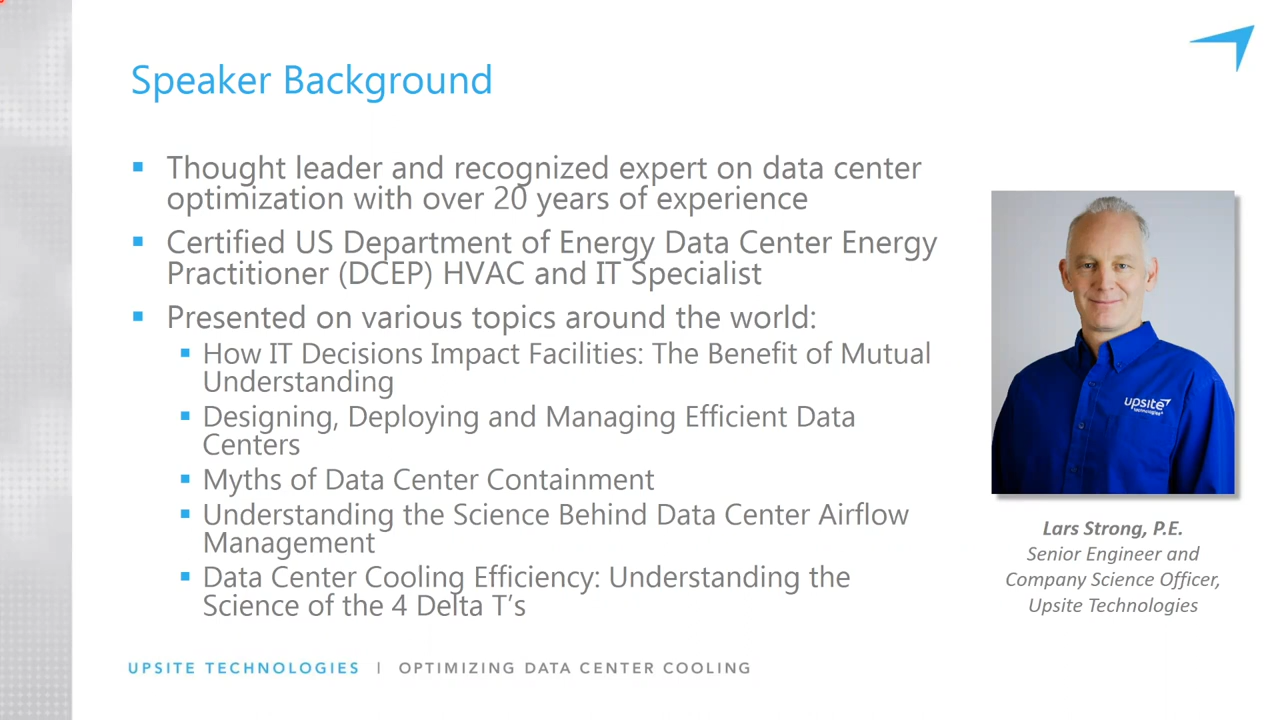 Speaker Background
Thought leader and recognized expert on data center
optimization with over 20 years of experience
Certified US Department of Energy Data Center Energy
Practitioner (DCEP) HVAC and IT Specialist
Presented on various topics around the world:
How IT Decisions Impact Facilities: The Benefit of Mutual
Understanding
Designing, Deploying and Managing Efficient Data
Centers
Myths of Data Center Containment
Understanding the Science Behind Data Center Airflow
Management
Data Center Cooling Efficiency: Understanding the
Science of the 4 Delta T’s
upsite
technologies
Lars Strong, P.E.
Senior Engineer and
Company Science Officer,
Upsite Technologies
UPSITE TECHNOLOGIES | OPTIMIZING DATA CENTER COOLING